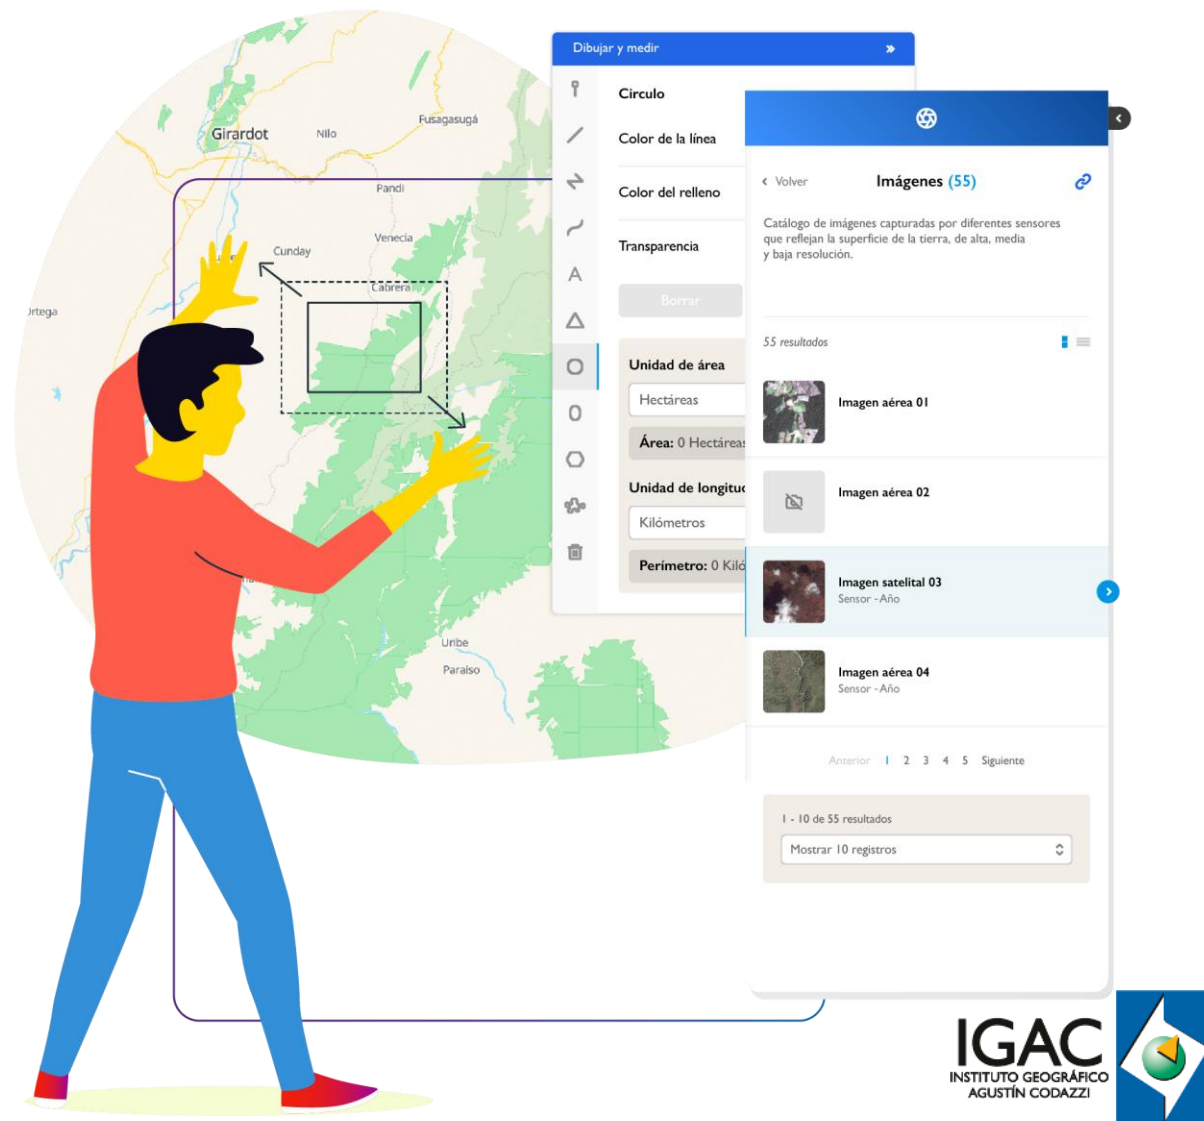 Girardot
Nilo
Fusagasugá
Pandi
Cunday
Venecia
Cabrera
Uribe
Paraiso
Dibujar y medir
Circulo
Color de la línea
Color del relleno
Transparencia
Borrar
Unidad de área
Hectáreas
Área: 0 Hectáreas
Unidad de longitud
Kilómetros
Perímetro: 0 Kiló
A
Volver
Imágenes (55)
Catálogo de imágenes capturadas por diferentes sensores
que reflejan la superficie de la tierra, de alta, media
y baja resolución.
55 resultados
Imagen aérea 01
Imagen aérea 02
Imagen satelital 03
Sensor - Año
Imagen aérea 04
Sensor - Año
Anterior 1 2 3 4 5 Siguiente
1 - 10 de 55 resultados
Mostrar 10 registros
IGAC
INSTITUTO GEOGRÁFICO
AGUSTÍN CODAZZI